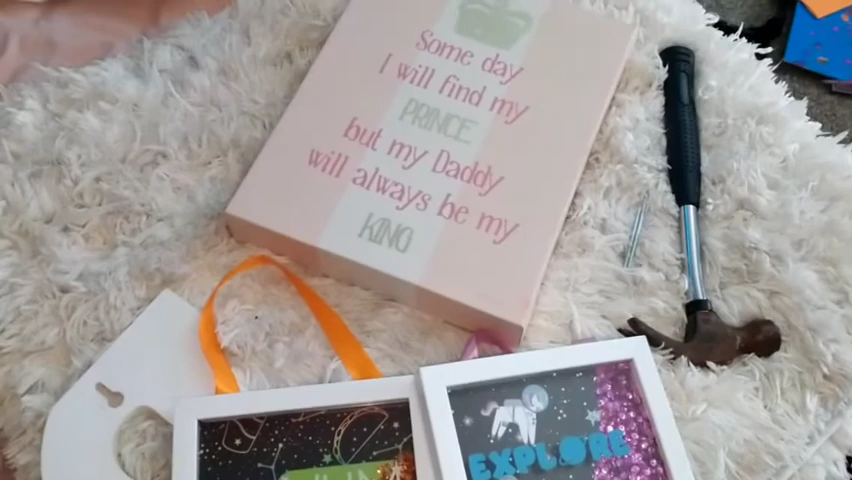 Some day
I will find my
PRINCE
but my Daddy
will always be my
KING
EXPLORE